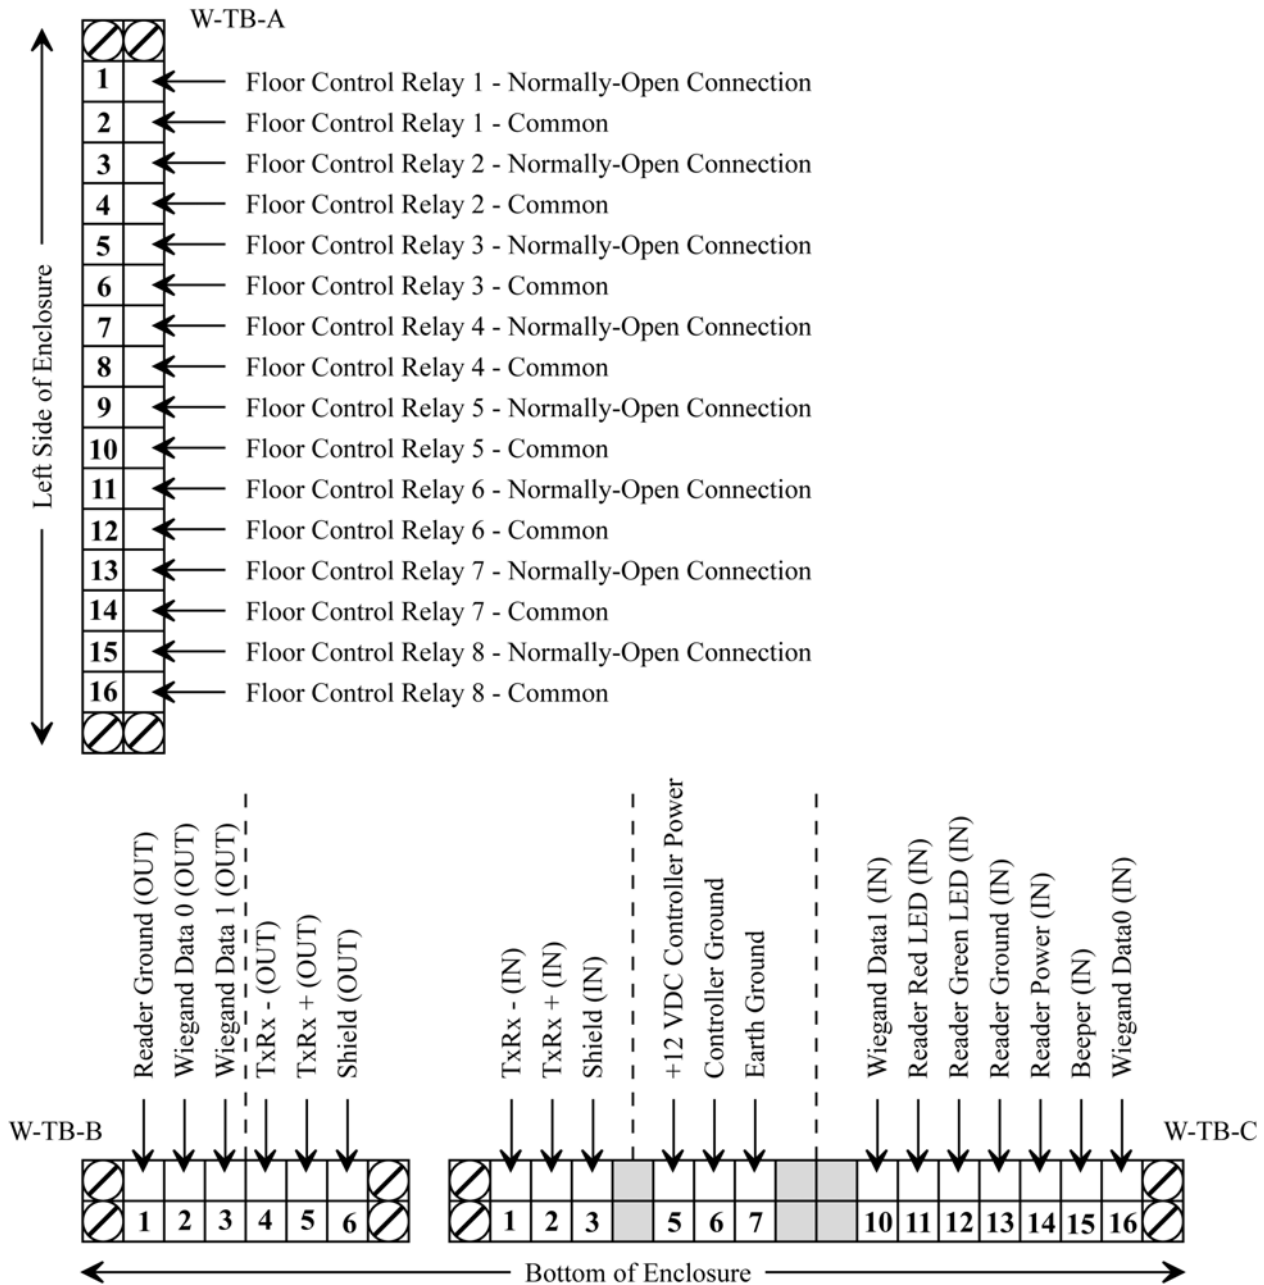 W-TB-A
1 Floor Control Relay 1 - Normally-Open Connection
2 Floor Control Relay 1 - Common
3 Floor Control Relay 2 - Normally-Open Connection
4 Floor Control Relay 2 - Common
5 Floor Control Relay 3 - Normally-Open Connection
6 Floor Control Relay 3 - Common
7 Floor Control Relay 4 - Normally-Open Connection
8 Floor Control Relay 4 - Common
9 Floor Control Relay 5 - Normally-Open Connection
10 Floor Control Relay 5 - Common
11 Floor Control Relay 6 - Normally-Open Connection
12 Floor Control Relay 6 - Common
13 Floor Control Relay 7 - Normally-Open Connection
14 Floor Control Relay 7 - Common
15 Floor Control Relay 8 - Normally-Open Connection
16 Floor Control Relay 8 - Common
Left Side of Enclosure
Reader Ground (OUT)
Wiegand Data 0 (OUT)
Wiegand Data 1 (OUT)
TxRx - (OUT)
TxRx + (OUT)
Shield (OUT)
TxRx - (IN)
TxRx + (IN)
Shield (IN)
+12 VDC Controller Power
Controller Ground
Earth Ground
Wiegand Data1 (IN)
Reader Red LED (IN)
Reader Green LED (IN)
Reader Ground (IN)
Reader Power (IN)
Beeper (IN)
Wiegand Data0 (IN)
W-TB-B
W-TB-C
1 2 3 4 5 6
1 2 3 5 6 7 10 11 12 13 14 15 16
Bottom of Enclosure